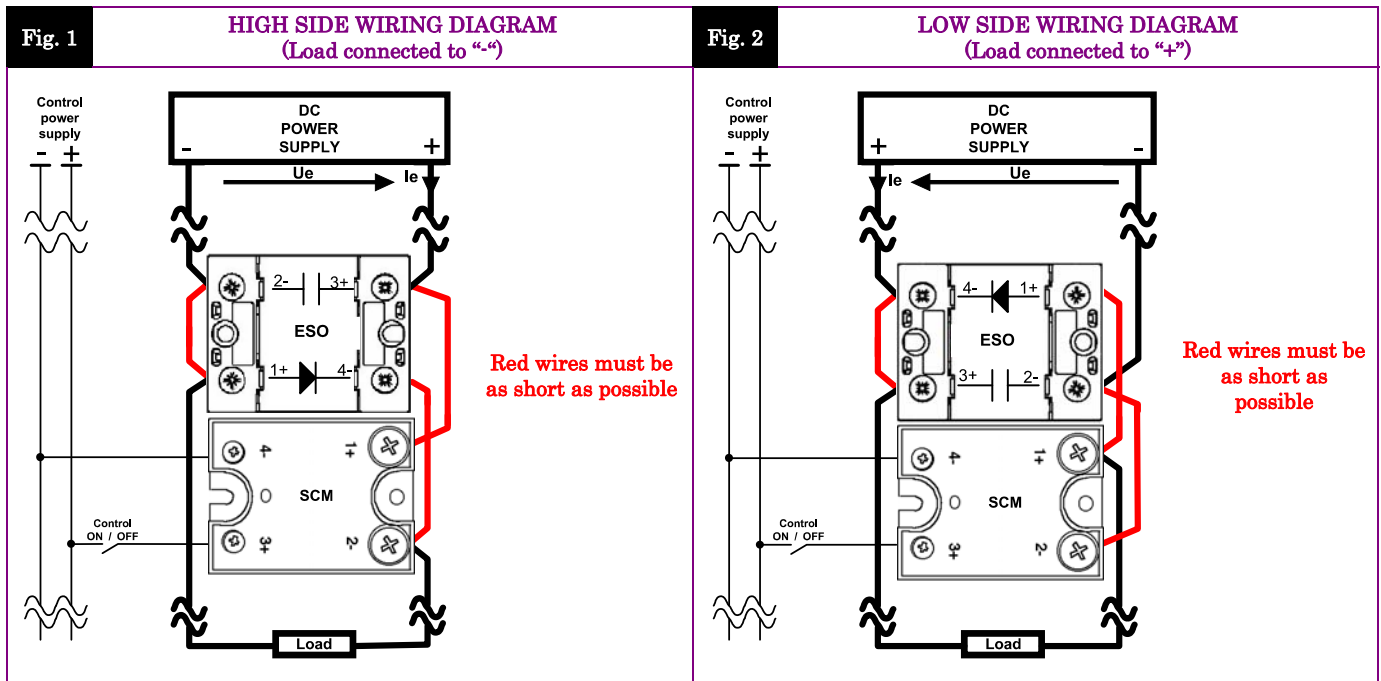 Fig. 1
HIGH SIDE WIRING DIAGRAM
(Load connected to “-“)
Control
power
supply
- +
DC
POWER
SUPPLY
- +
Ue
Ie
2- 3+
ESO
1+ 4-
Red wires must be
as short as possible
4- 1+
SCM
Control
ON / OFF
3+ 2-
Load
Fig. 2
LOW SIDE WIRING DIAGRAM
(Load connected to “+”)
Control
power
supply
- +
DC
POWER
SUPPLY
+ -
Ie
Ue
4- 1+
ESO
3+ 2-
Red wires must be
as short as
possible
4- 1+
SCM
Control
ON / OFF
3+ 2-
Load